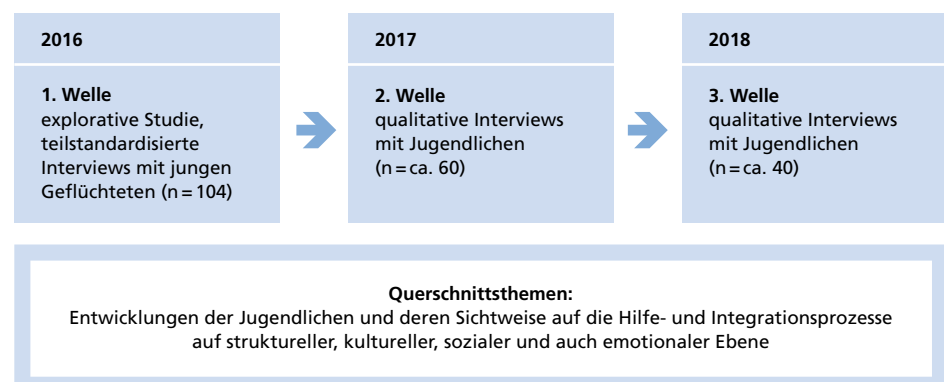 2016
1. Welle
explorative Studie,
teilstandardisierte
Interviews mit jungen
Geflüchteten (n = 104)
2017
2. Welle
qualitative Interviews
mit Jugendlichen
(n = ca. 60)
2018
3. Welle
qualitative Interviews
mit Jugendlichen
(n = ca. 40)
Querschnittsthemen:
Entwicklungen der Jugendlichen und deren Sichtweise auf die Hilfe- und Integrationsprozesse
auf struktureller, kultureller, sozialer und auch emotionaler Ebene